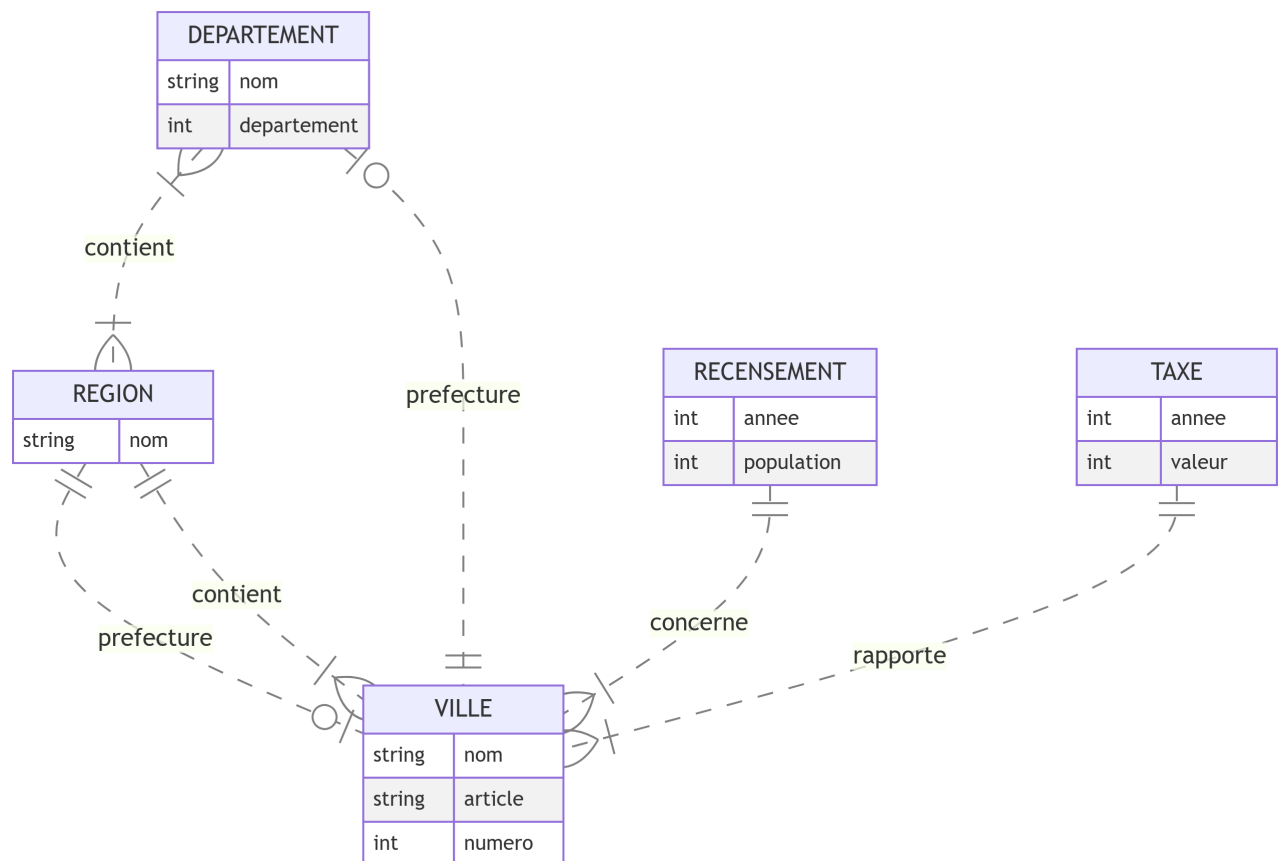 DEPARTEMENT
string nom
int departement
contient
prefecture
REGION
string nom
RECENSEMENT
int annee
int population
TAXE
int annee
int valeur
contient
prefecture
concerne
rapporte
VILLE
string nom
string article
int numero